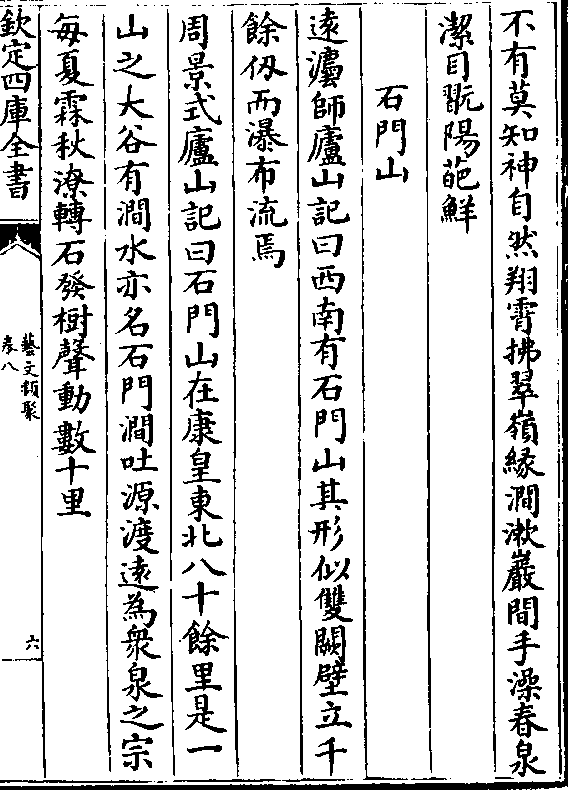 不有莫知神自然翔霄拂翠嶺緣澗漱巖間手澡春泉
潔目翫陽葩鮮
石門山
遠灋師廬山記曰西南有石門山其形似雙闕壁立千
餘仭而瀑布流焉
周景式廬山記曰石門山在康皇東北八十餘里是一
山之大谷有澗水亦名石門澗吐源渡遠為衆泉之宗
每夏霖秋潦轉石發樹聲動數十里
欽定四庫全書
藝文類聚
卷八
六